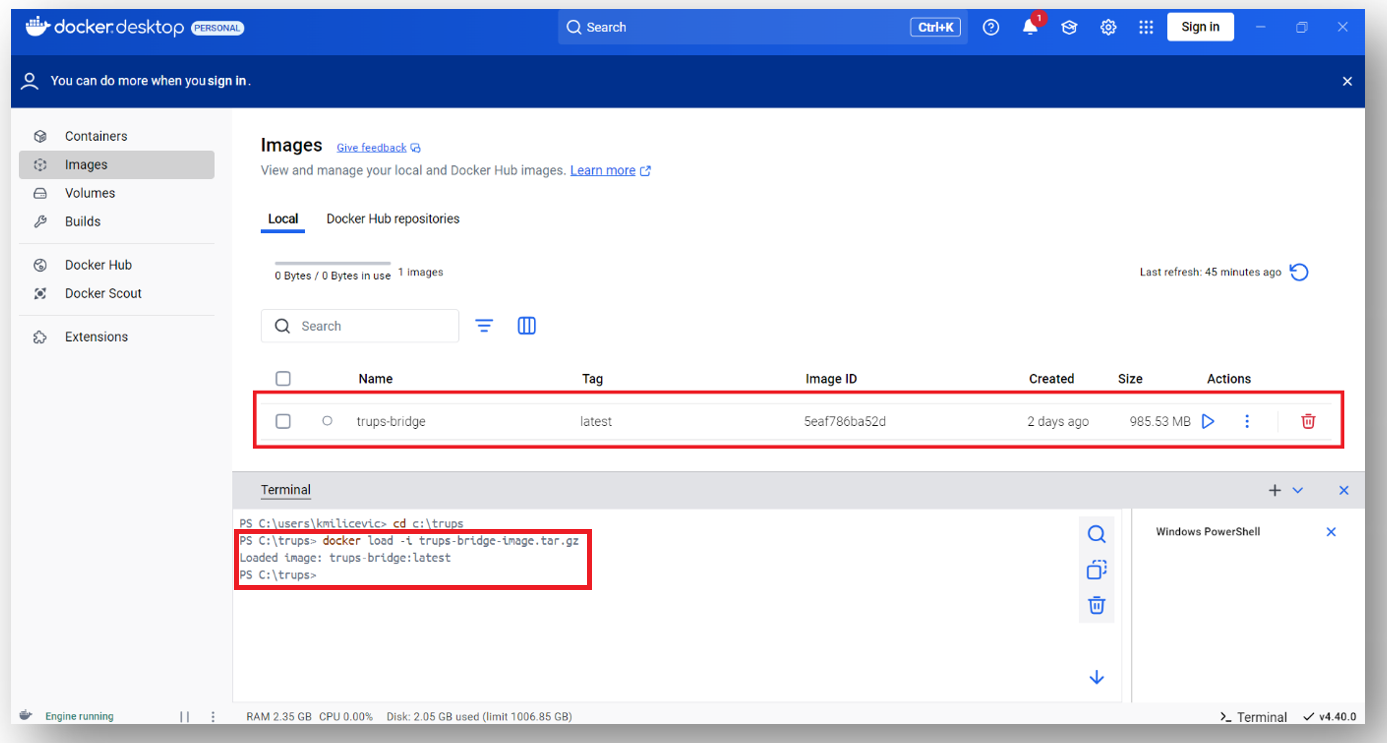 docker.desktop PERSONAL Search Ctrl+K 1 Sign in
You can do more when you sign in.
Containers
Images
Volumes
Builds
Docker Hub
Docker Scout
Extensions
Images Give feedback
View and manage your local and Docker Hub images. Learn more
Local Docker Hub repositories
0 Bytes / 0 Bytes in use 1 images
Last refresh: 45 minutes ago
Search
Name Tag Image ID Created Size Actions
trups-bridge latest 5eaf786ba52d 2 days ago 985.53 MB
Terminal
PS C:\users\kmilicevic> cd c:\trups
PS C:\trups> docker load -i trups-bridge-image.tar.gz
Loaded image: trups-bridge:latest
PS C:\trups>
Windows PowerShell
Engine running RAM 2.35 GB CPU 0.00% Disk: 2.05 GB used (limit 1006.85 GB) Terminal v4.40.0